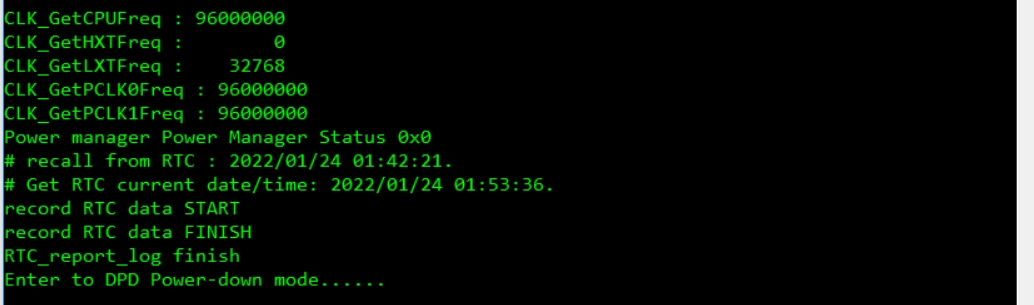 CLK_GetCPUFreq : 96000000
CLK_GetHXTFreq :         0
CLK_GetLXTFreq :     32768
CLK_GetPCLK0Freq : 96000000
CLK_GetPCLK1Freq : 96000000
Power manager Power Manager Status 0x0
# recall from RTC : 2022/01/24 01:42:21.
# Get RTC current date/time: 2022/01/24 01:53:36.
record RTC data START
record RTC data FINISH
RTC_report_log finish
Enter to DPD Power-down mode......